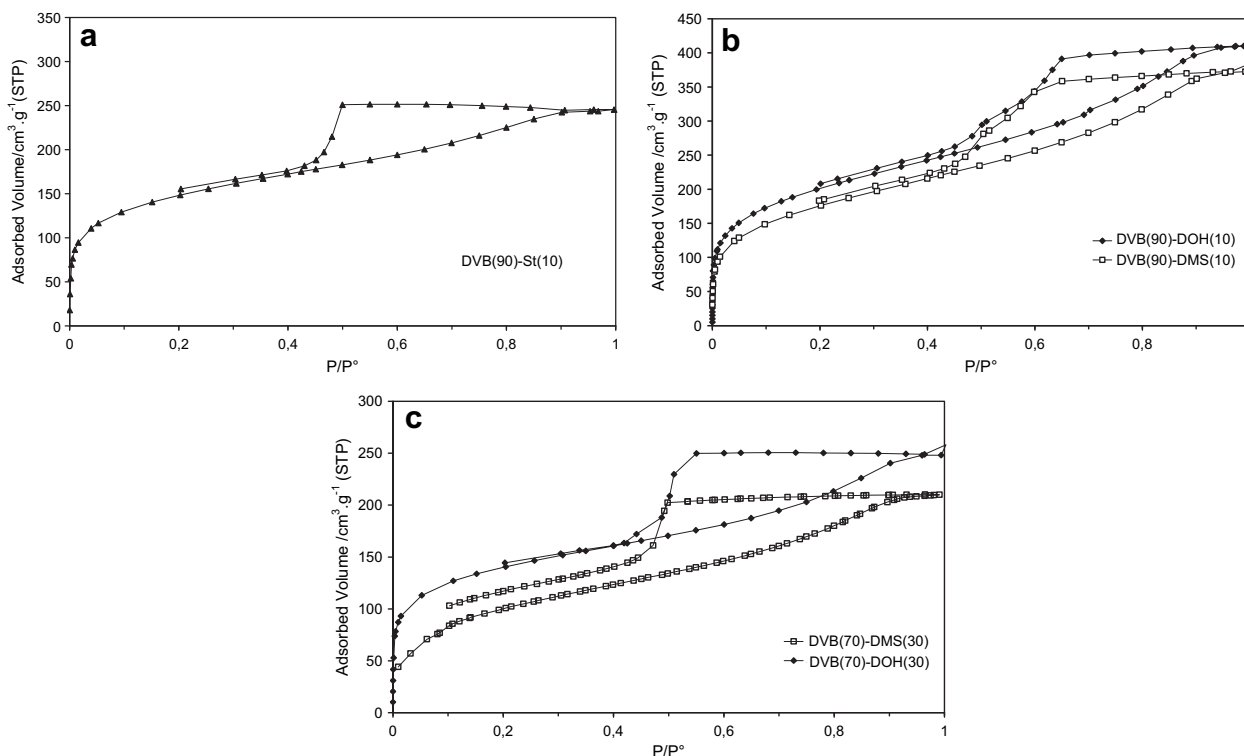 a
350
300
250
200
150
100
50
0
Adsorbed Volume/cm³.g⁻¹ (STP)
DVB(90)-St(10)
0 0,2 0,4 0,6 0,8 1
P/P°
b
450
400
350
300
250
200
150
100
50
0
Adsorbed Volume /cm³.g⁻¹ (STP)
DVB(90)-DOH(10)
DVB(90)-DMS(10)
0 0,2 0,4 0,6 0,8
P/P°
c
300
250
200
150
100
50
0
Adsorbed Volume /cm³.g⁻¹ (STP)
DVB(70)-DMS(30)
DVB(70)-DOH(30)
0 0,2 0,4 0,6 0,8 1
P/P°